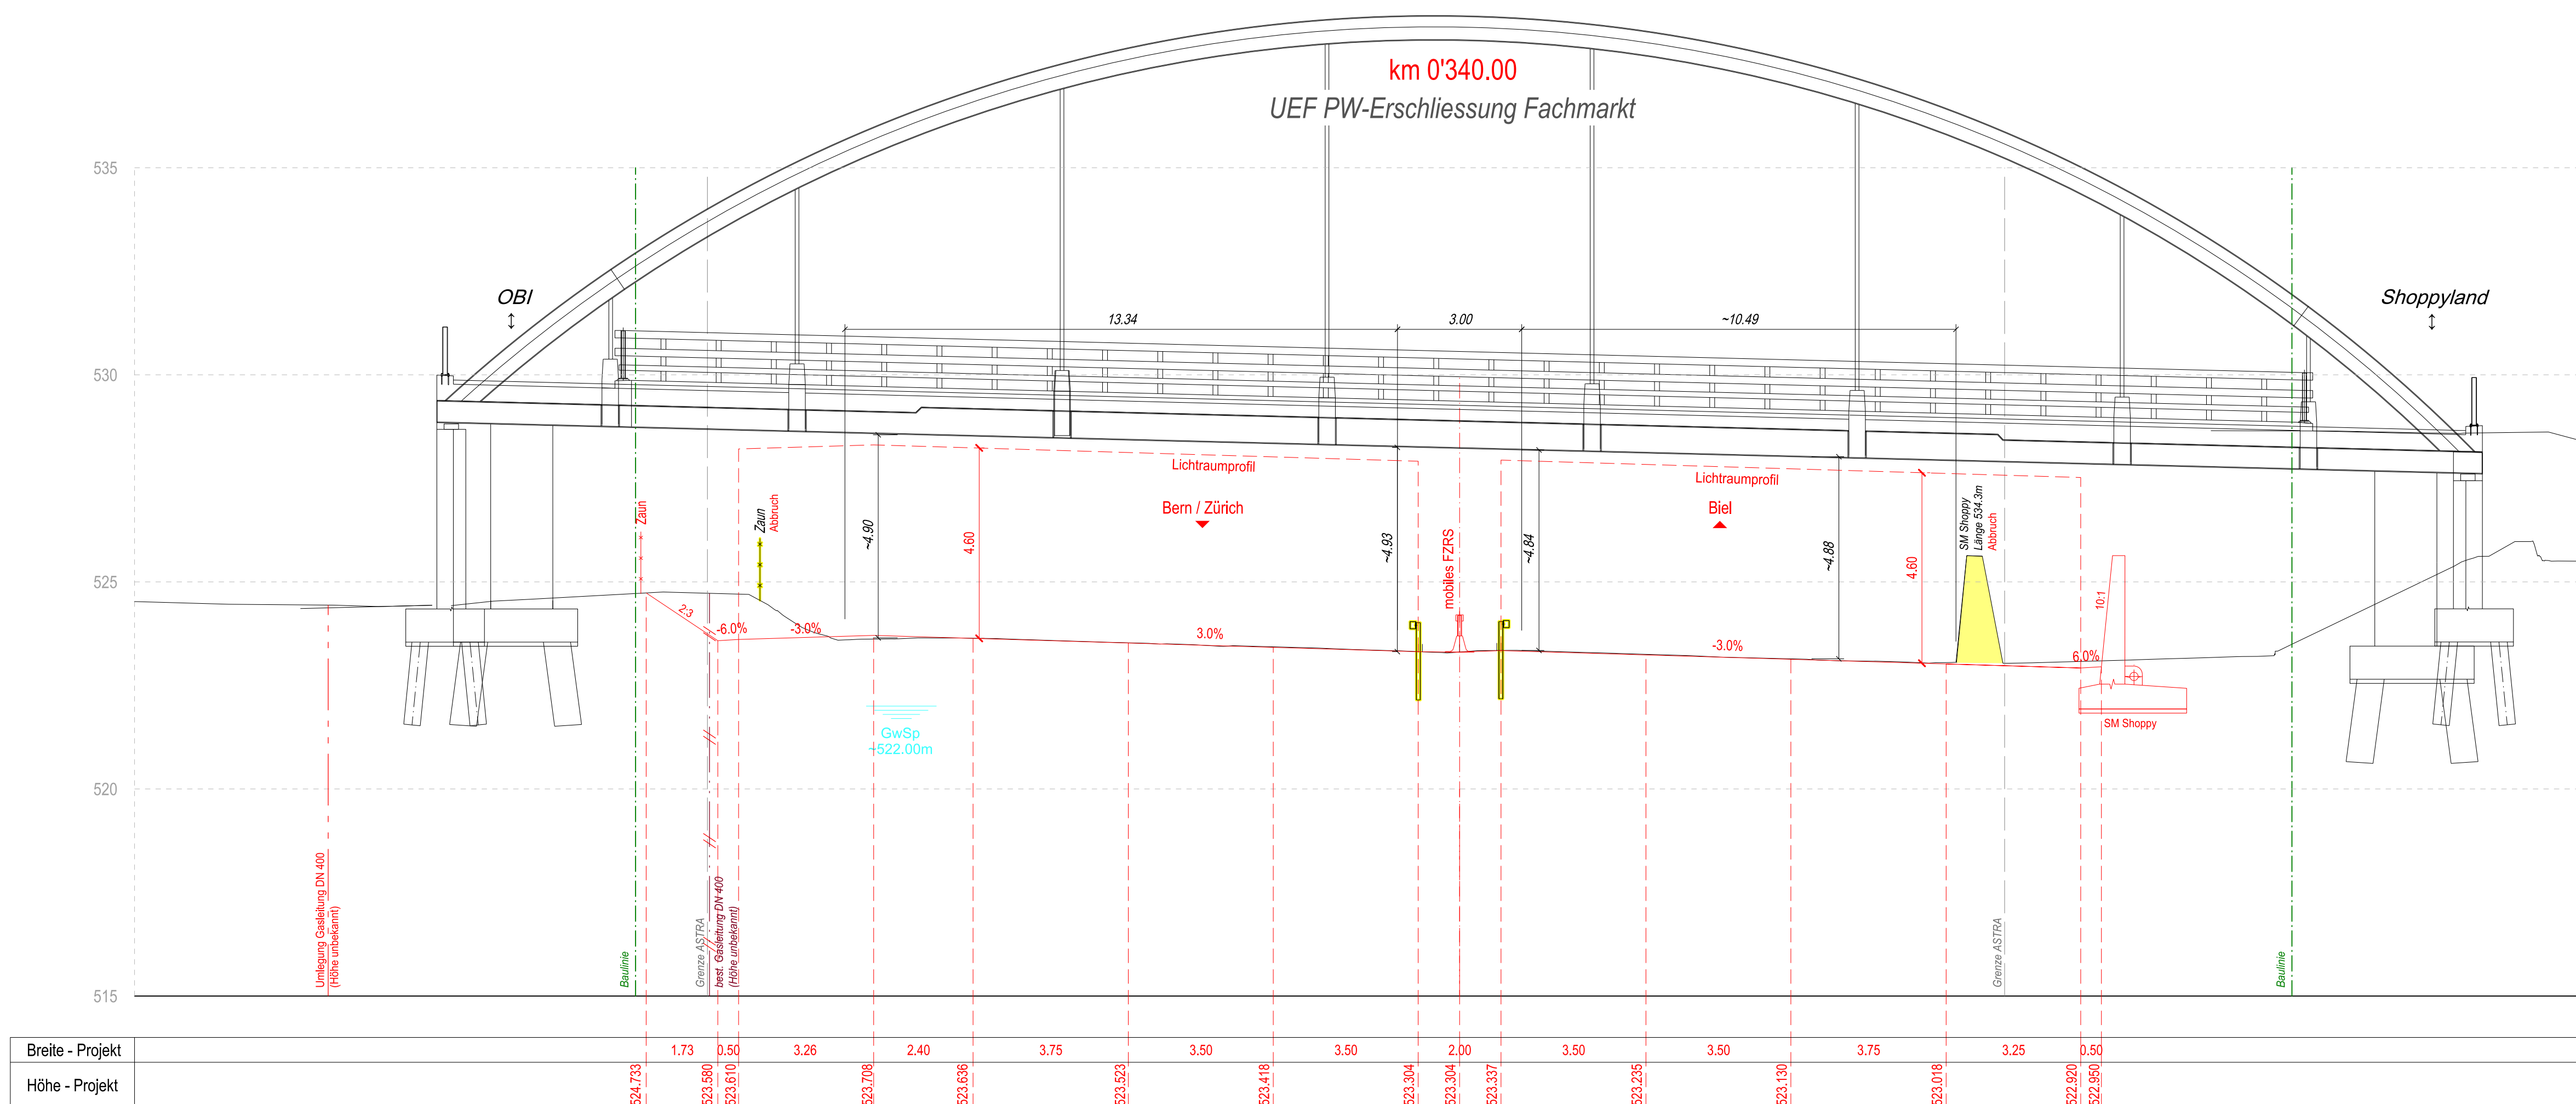 km 0'340.00
UEF PW-Erschliessung Fachmarkt
535
OBI
↕
Shoppyland
↕
13.34
3.00
~10.49
530
Lichtraumprofil
Lichtraumprofil
Bern / Zürich
Biel
Zaun
Zaun
Abbruch
~4.90
4.60
~4.93
mobiles FZRS
~4.84
~4.88
4.60
SM Shoppy
Länge 534.3m
Abbruch
525
2:3
-6.0%
-3.0%
3.0%
-3.0%
6.0%
10:1
SM Shoppy
GwSp
~522.00m
520
Umlegung Gasleitung DN 400
(Höhe unbekannt)
Baulinie
Grenze ASTRA
best. Gasleitung DN 400
(Höhe unbekannt)
Grenze ASTRA
Baulinie
515
Breite - Projekt
1.73
0.50
3.26
2.40
3.75
3.50
3.50
2.00
3.50
3.50
3.75
3.25
0.50
Höhe - Projekt
524.733
523.580
523.610
523.708
523.636
523.523
523.418
523.304
523.304
523.337
523.235
523.130
523.018
522.920
522.950